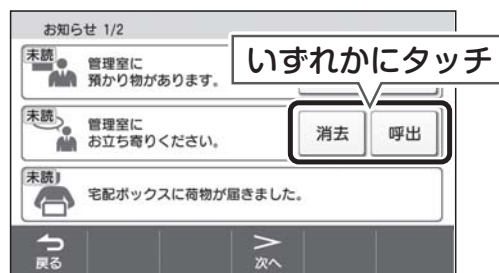 お知らせ 1/2
いずれかにタッチ
未読
管理室に
預かり物があります。
未読
管理室に
お立ち寄りください。
消去 呼出
未読
宅配ボックスに荷物が届きました。
戻る 次へ